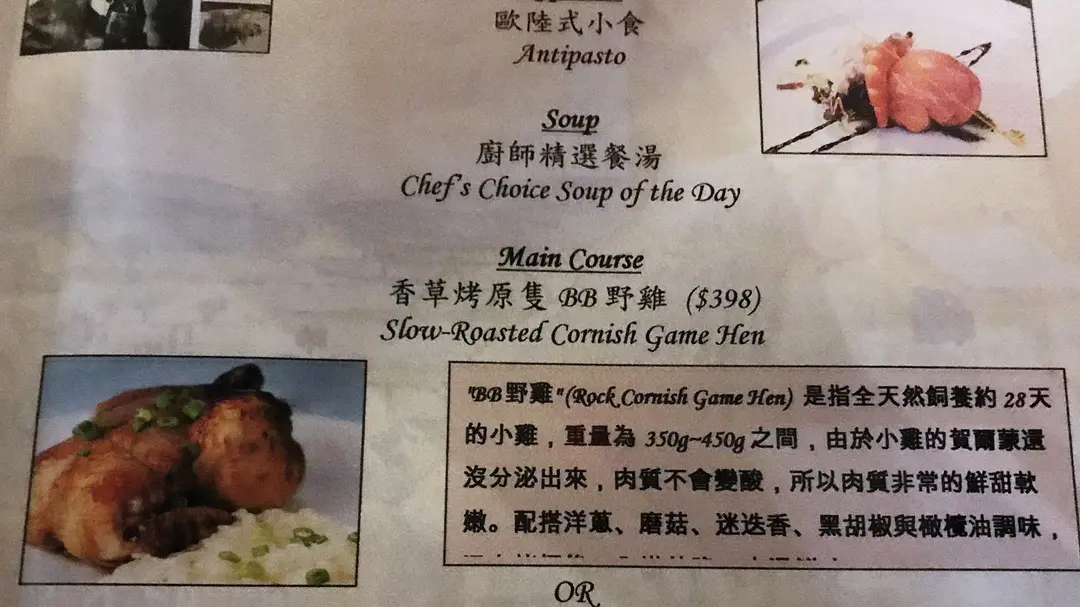 歐陸式小食
Antipasto
Soup
廚師精選餐湯
Chef's Choice Soup of the Day
Main Course
香草烤原隻 BB 野雞 ($398)
Slow-Roasted Cornish Game Hen
"BB野雞"(Rock Cornish Game Hen) 是指全天然飼養約 28天
的小雞，重量為 350g~450g 之間，由於小雞的賀爾蒙還
沒分泌出來，肉質不會變酸，所以肉質非常的鮮甜軟
嫩。配搭洋蔥、磨菇、迷迭香、黑胡椒與橄欖油調味，
OR